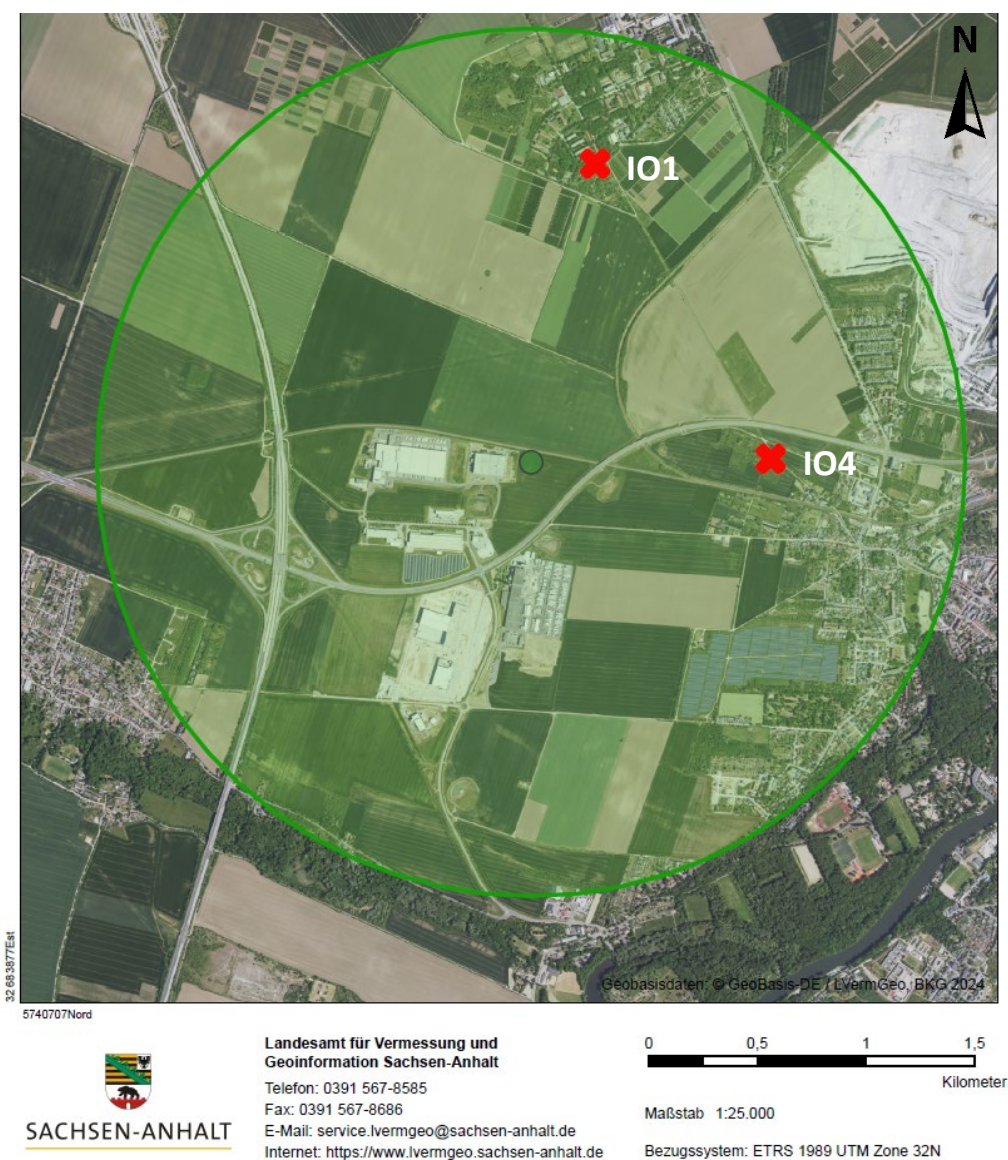 N
IO1
IO4
Geobasisdaten: © GeoBasis-DE / LVermGeo, BKG 2024
32 683877Est
5740707Nord
SACHSEN-ANHALT
Landesamt für Vermessung und
Geoinformation Sachsen-Anhalt
Telefon: 0391 567-8585
Fax: 0391 567-8686
E-Mail: service.lvermgeo@sachsen-anhalt.de
Internet: https://www.lvermgeo.sachsen-anhalt.de
0 0,5 1 1,5
Kilometer
Maßstab 1:25.000
Bezugssystem: ETRS 1989 UTM Zone 32N